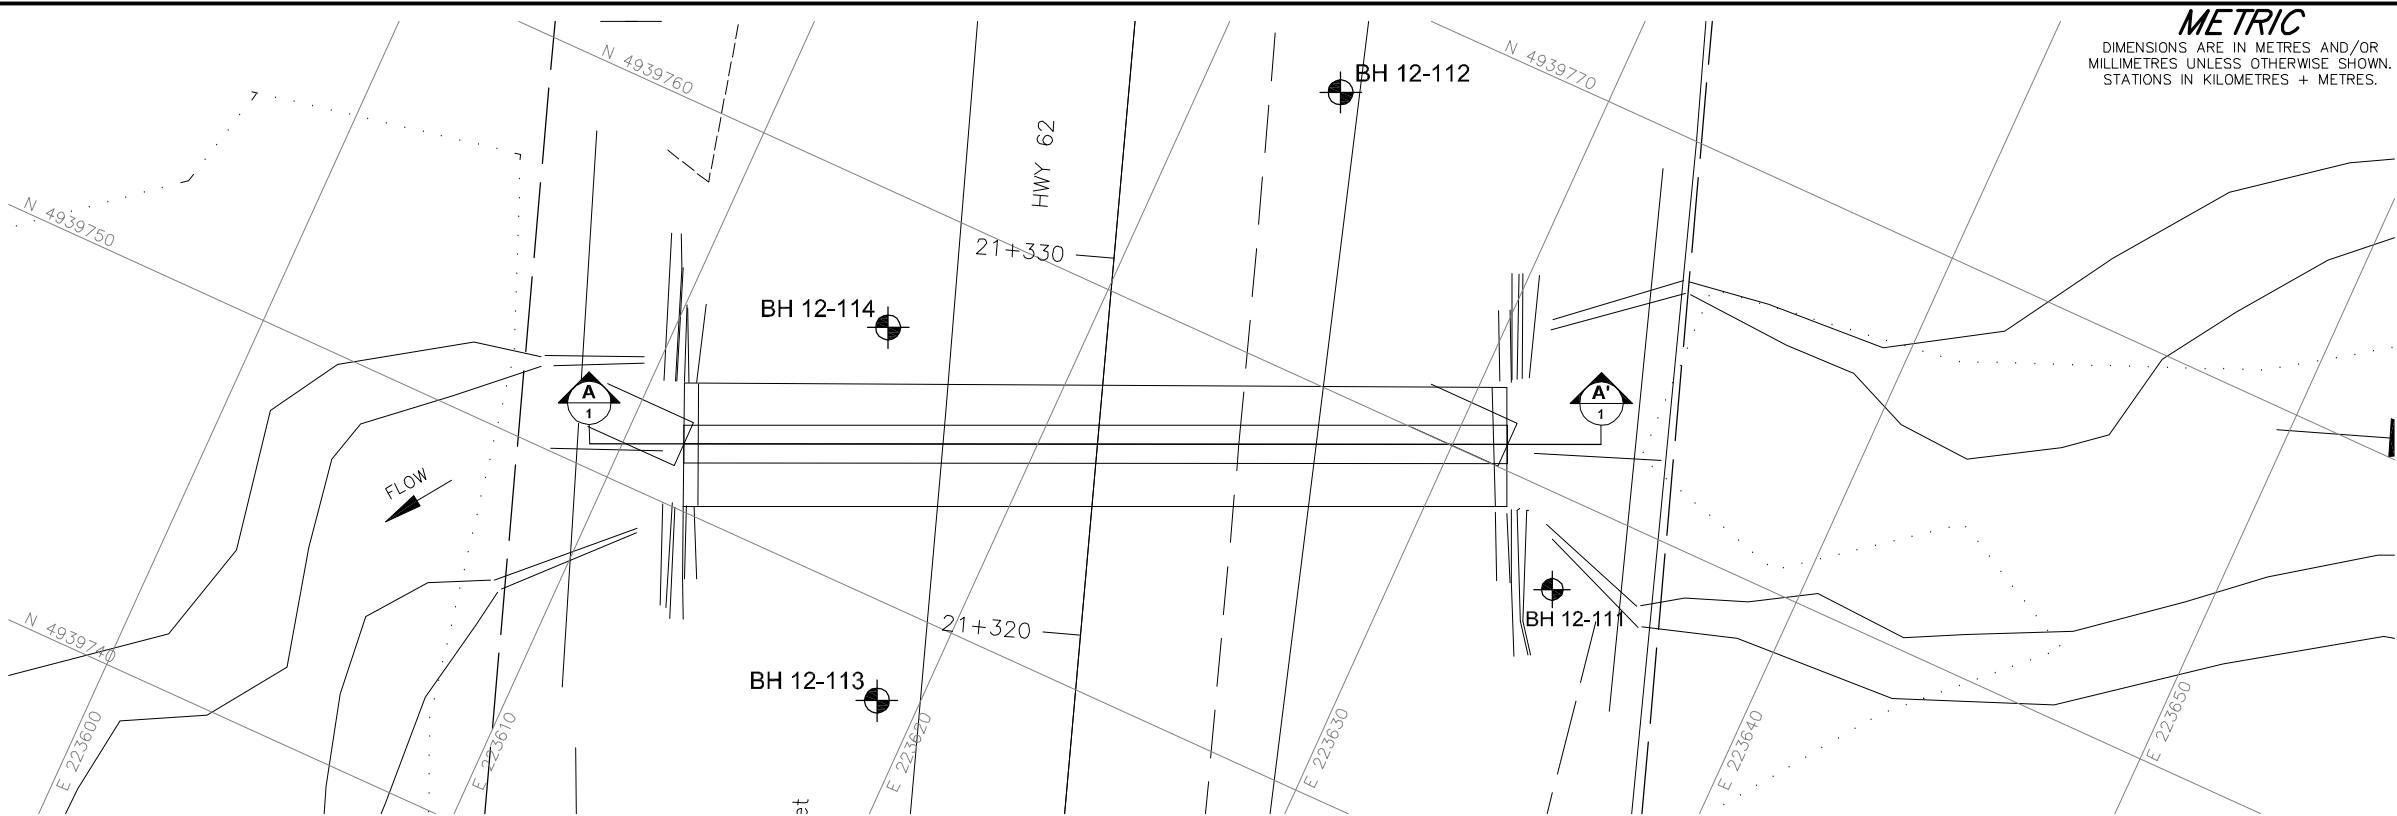 METRIC
DIMENSIONS ARE IN METRES AND/OR
MILLIMETRES UNLESS OTHERWISE SHOWN.
STATIONS IN KILOMETRES + METRES.
N 4939760
N 4939770
BH 12-112
HWY 62
N 4939750
21+330
BH 12-114
A
1
A'
1
FLOW
BH 12-111
21+320
N 4939740
BH 12-113
E 223600
E 223610
E 223620
E 223630
E 223640
E 223650
et